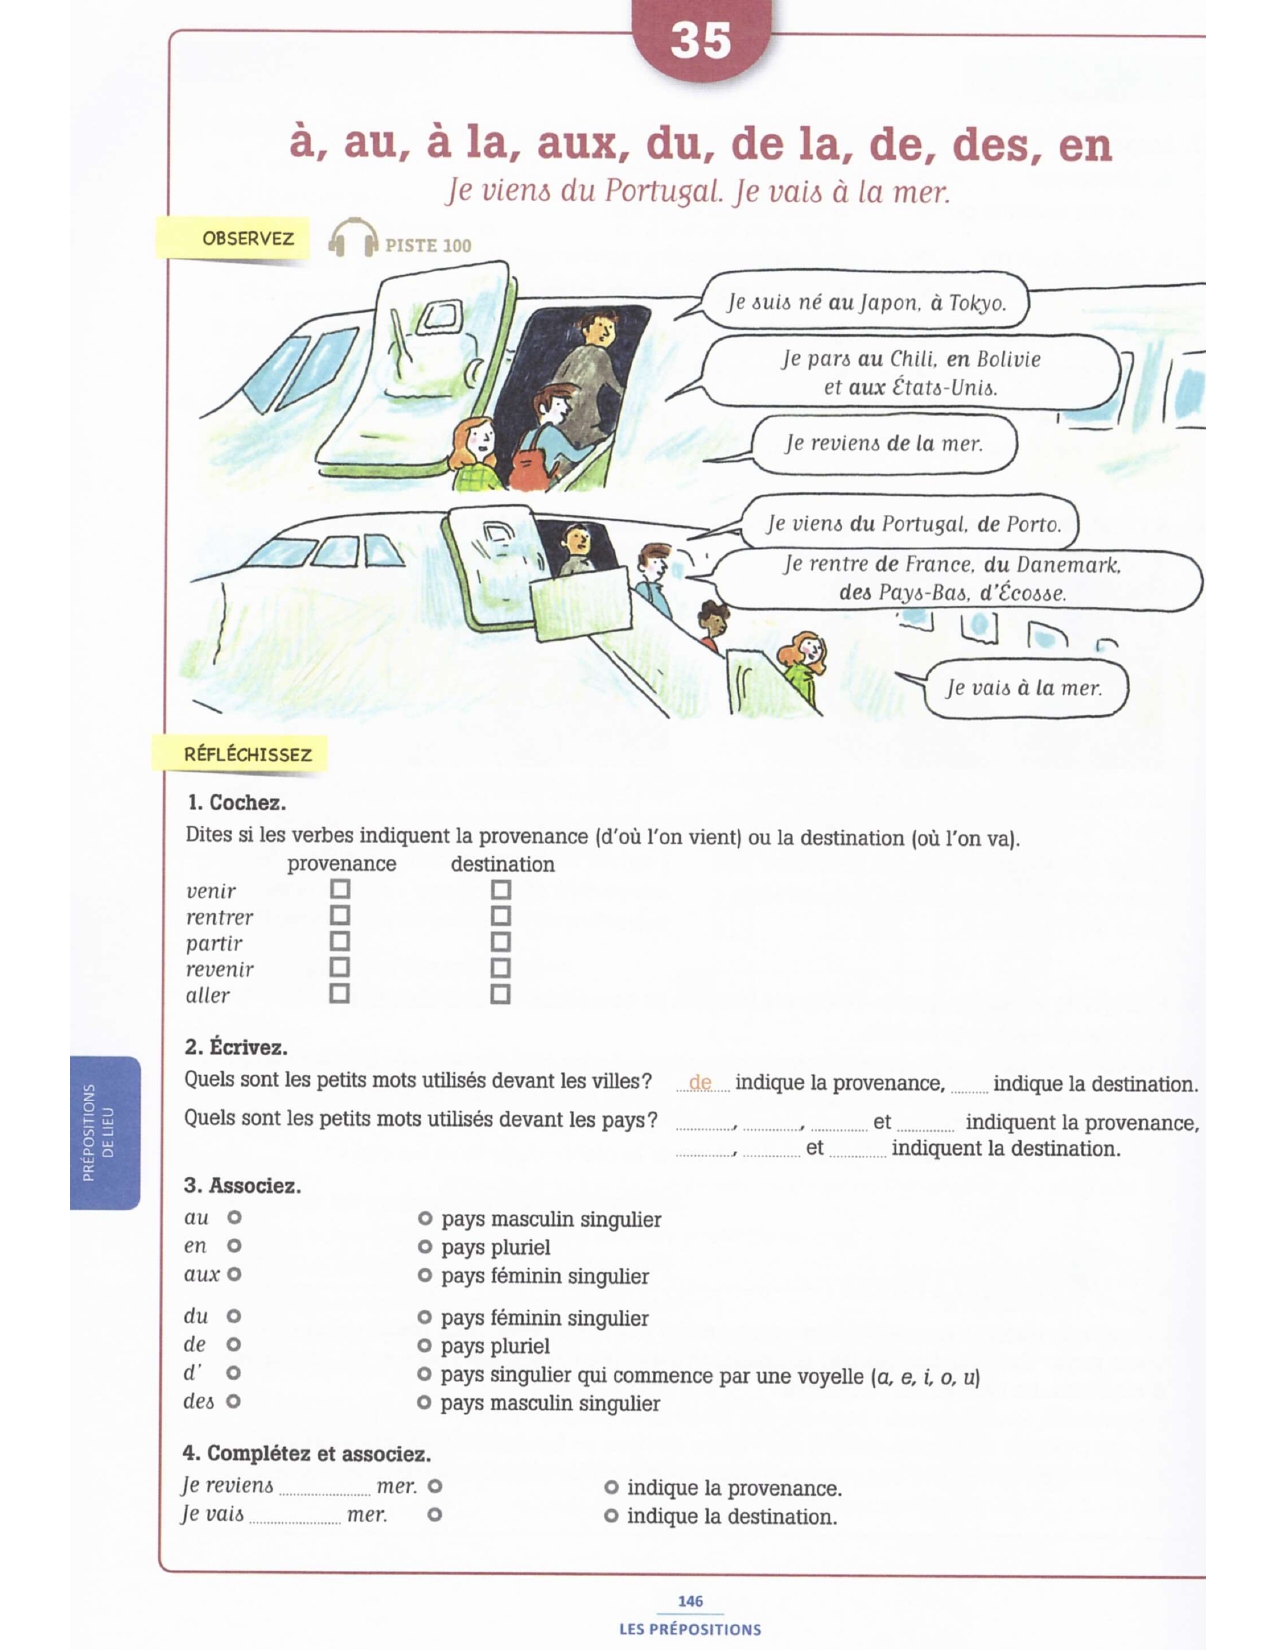 35
à, au, à la, aux, du, de la, de, des, en
Je viens du Portugal. Je vais à la mer.
OBSERVEZ
PISTE 100
Je suis né au Japon, à Tokyo.
Je pars au Chili, en Bolivie
et aux États-Unis.
Je reviens de la mer.
Je viens du Portugal, de Porto.
Je rentre de France, du Danemark,
des Pays-Bas, d'Écosse.
Je vais à la mer.
RÉFLÉCHISSEZ
1. Cochez.
Dites si les verbes indiquent la provenance (d'où l'on vient) ou la destination (où l'on va).
provenance destination
venir
rentrer
partir
revenir
aller
2. Écrivez.
Quels sont les petits mots utilisés devant les villes ? ...de... indique la provenance, ......... indique la destination.
Quels sont les petits mots utilisés devant les pays ? .............., .............., .............. et .............. indiquent la provenance,
.............., .............. et .............. indiquent la destination.
3. Associez.
au pays masculin singulier
en pays pluriel
aux pays féminin singulier
du pays féminin singulier
de pays pluriel
d' pays singulier qui commence par une voyelle (a, e, i, o, u)
des pays masculin singulier
4. Complétez et associez.
Je reviens ...................... mer. indique la provenance.
Je vais ...................... mer. indique la destination.
PRÉPOSITIONS
DE LIEU
146
LES PRÉPOSITIONS